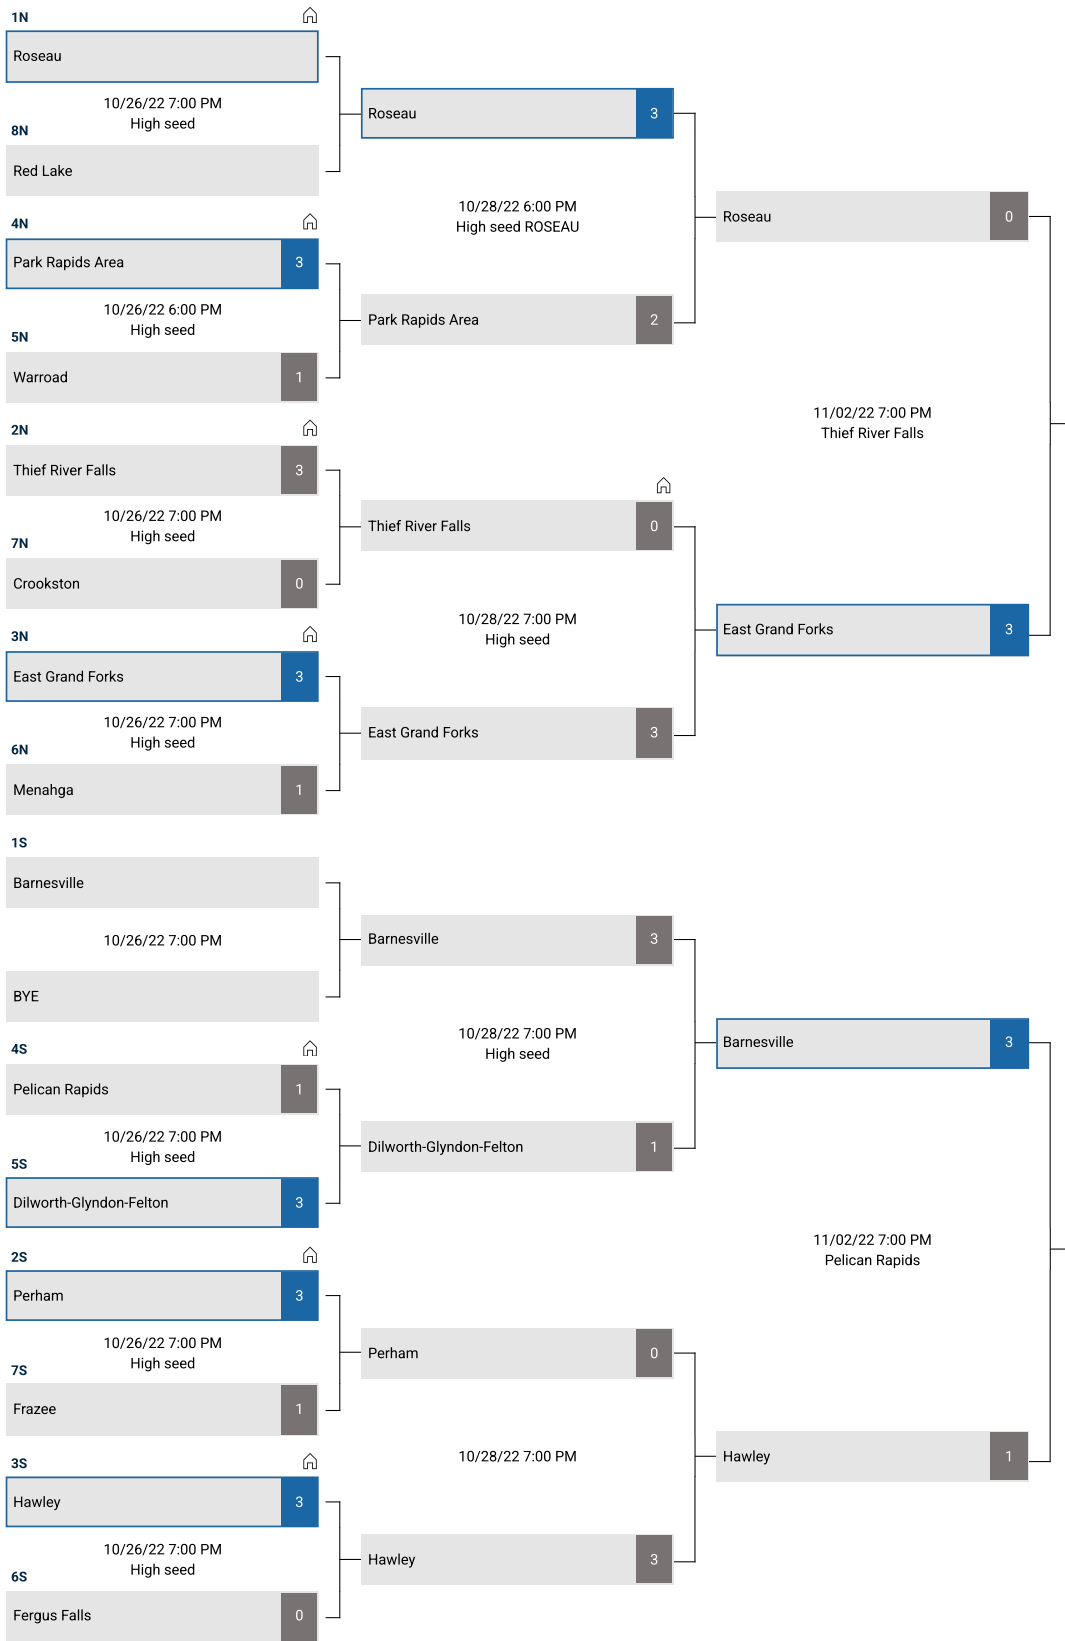 1N
Roseau
10/26/22 7:00 PM
High seed
8N
Red Lake
4N
Park Rapids Area 3
10/26/22 6:00 PM
High seed
5N
Warroad 1
2N
Thief River Falls 3
10/26/22 7:00 PM
High seed
7N
Crookston 0
3N
East Grand Forks 3
10/26/22 7:00 PM
High seed
6N
Menahga 1
1S
Barnesville
10/26/22 7:00 PM
BYE
4S
Pelican Rapids 1
10/26/22 7:00 PM
High seed
5S
Dilworth-Glyndon-Felton 3
2S
Perham 3
10/26/22 7:00 PM
High seed
7S
Frazee 1
3S
Hawley 3
10/26/22 7:00 PM
High seed
6S
Fergus Falls 0
Roseau 3
10/28/22 6:00 PM
High seed ROSEAU
Park Rapids Area 2
Thief River Falls 0
10/28/22 7:00 PM
High seed
East Grand Forks 3
Barnesville 3
10/28/22 7:00 PM
High seed
Dilworth-Glyndon-Felton 1
Perham 0
10/28/22 7:00 PM
Hawley 3
Roseau 0
11/02/22 7:00 PM
Thief River Falls
East Grand Forks 3
Barnesville 3
11/02/22 7:00 PM
Pelican Rapids
Hawley 1